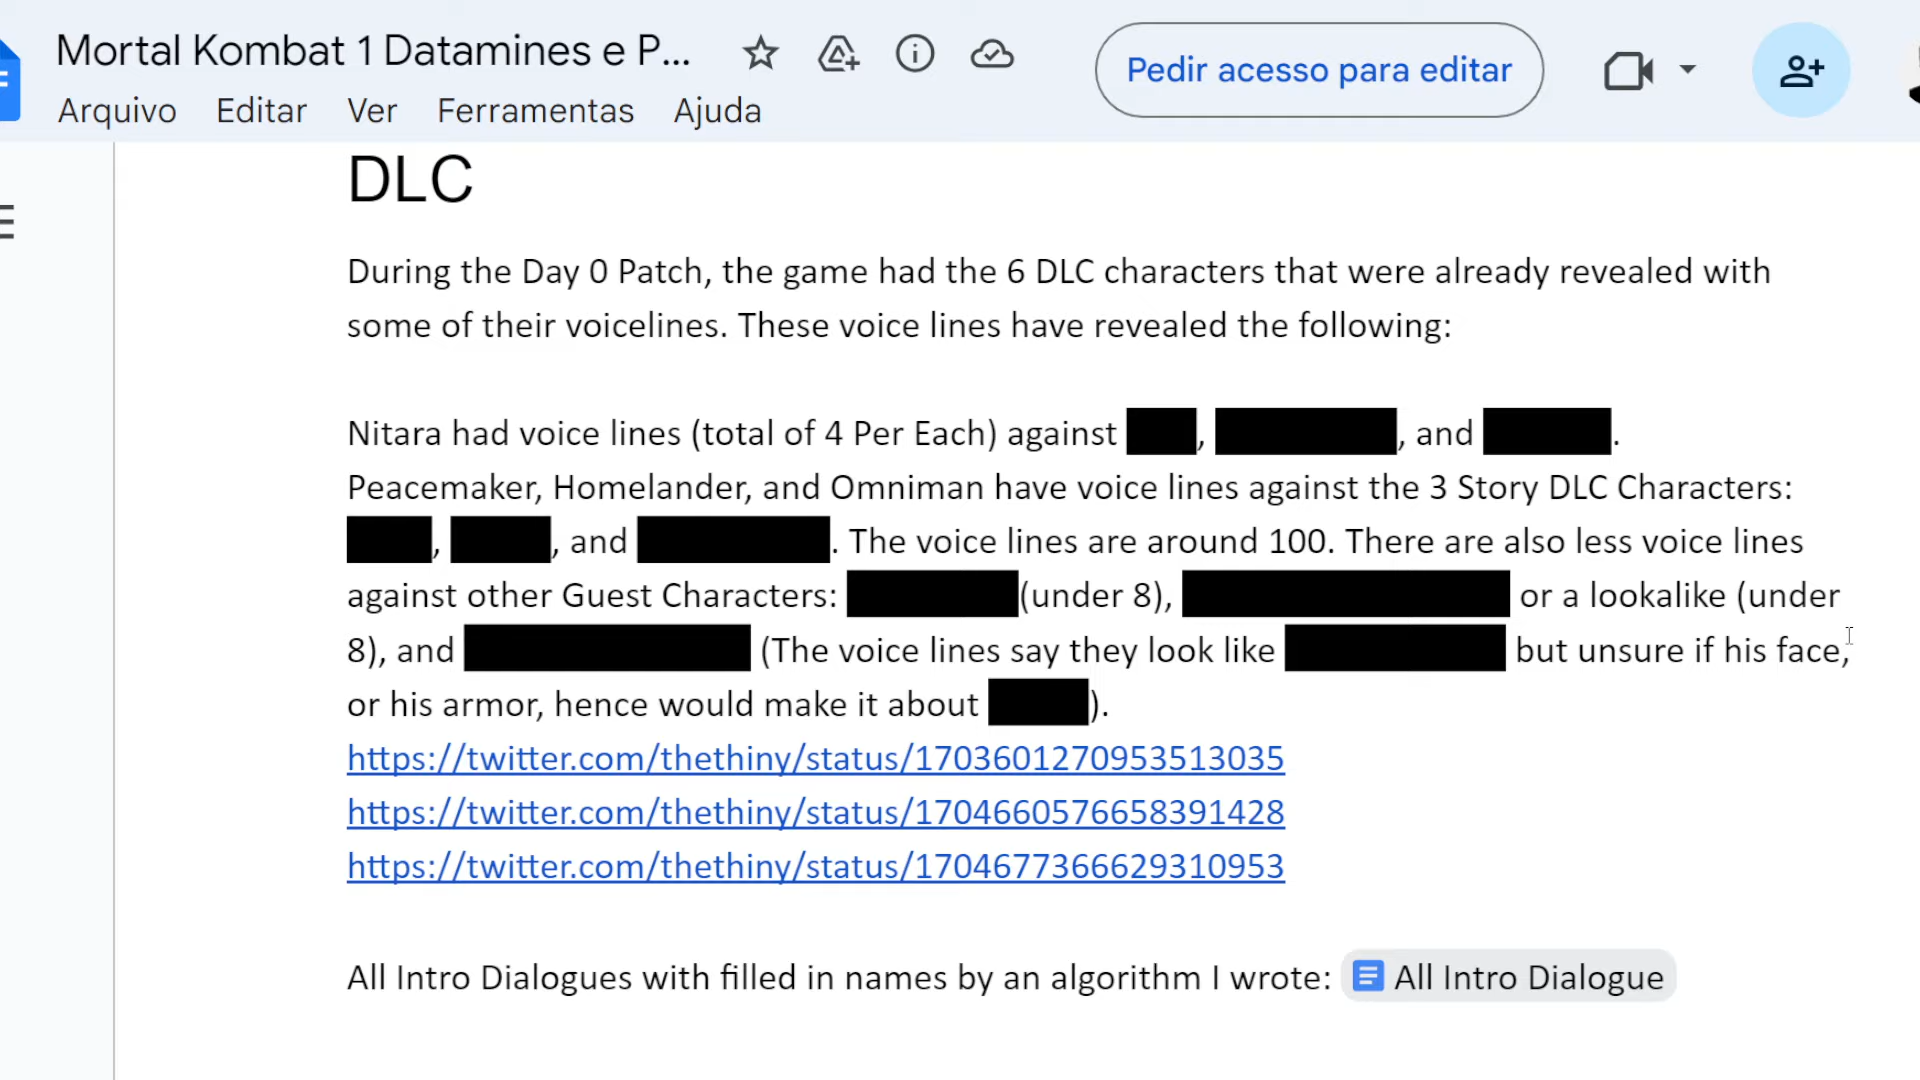 Mortal Kombat 1 Datamines e P...
Pedir acesso para editar
Arquivo Editar Ver Ferramentas Ajuda
DLC
During the Day 0 Patch, the game had the 6 DLC characters that were already revealed with
some of their voicelines. These voice lines have revealed the following:
Nitara had voice lines (total of 4 Per Each) against , , and .
Peacemaker, Homelander, and Omniman have voice lines against the 3 Story DLC Characters:
, , and . The voice lines are around 100. There are also less voice lines
against other Guest Characters: (under 8), or a lookalike (under
8), and (The voice lines say they look like but unsure if his face,
or his armor, hence would make it about ).
https://twitter.com/thethiny/status/1703601270953513035
https://twitter.com/thethiny/status/1704660576658391428
https://twitter.com/thethiny/status/1704677366629310953
All Intro Dialogues with filled in names by an algorithm I wrote: All Intro Dialogue